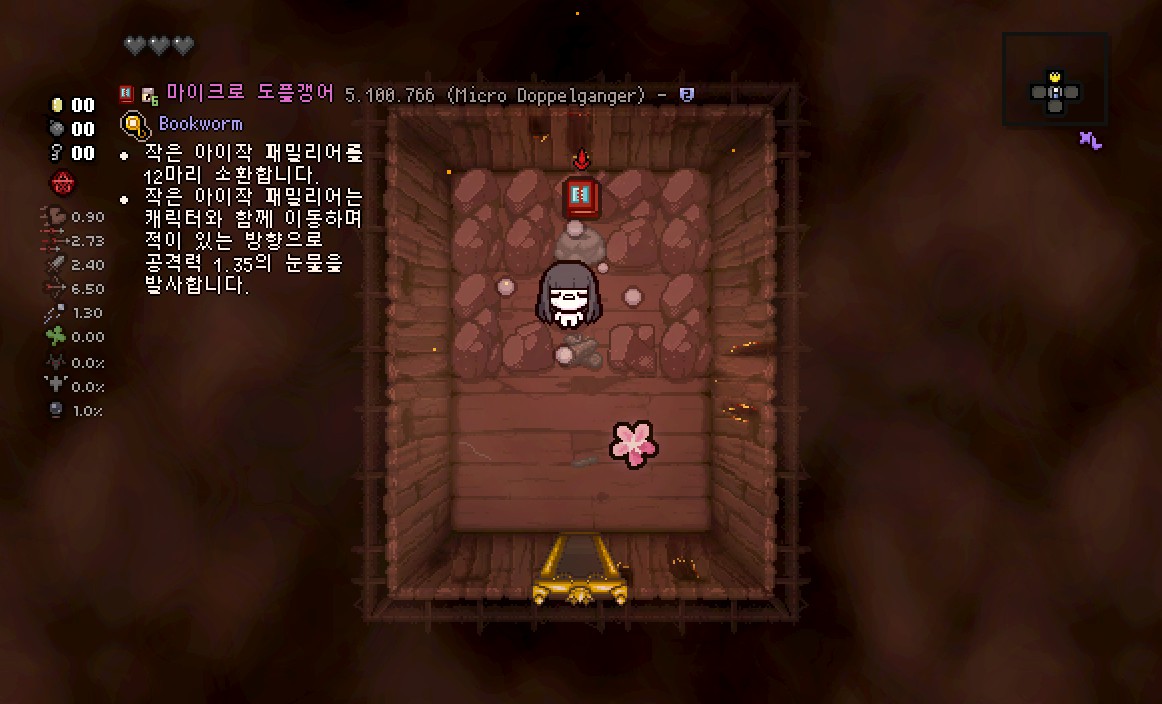 마이크로 도플갱어 5.100.766 (Micro Doppelganger) -
00 Bookworm
00
00
• 작은 아이작 패밀리어를
12마리 소환합니다.
• 작은 아이작 패밀리어는
캐릭터와 함께 이동하며
적이 있는 방향으로
공격력 1.35의 눈물을
발사합니다.
0.90
2.73
2.40
6.50
1.30
0.00
0.0%
0.0%
1.0%